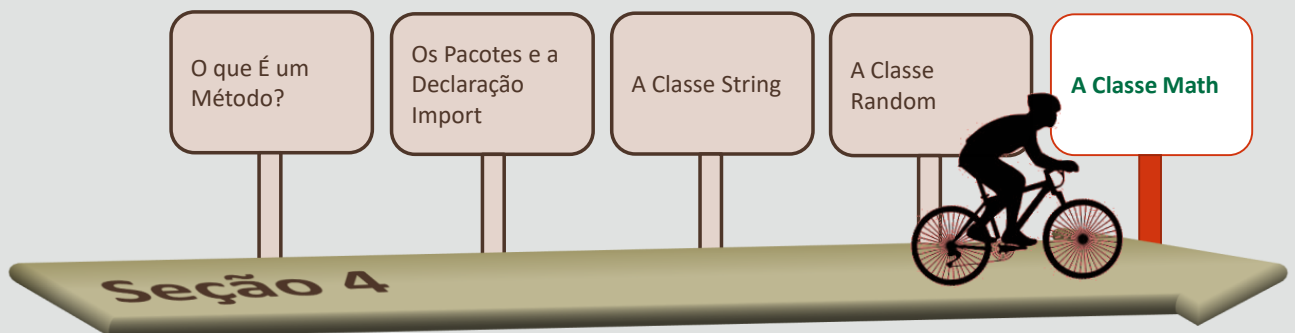 O que É um
Método?
Os Pacotes e a
Declaração
Import
A Classe String
A Classe
Random
A Classe Math
Seção 4